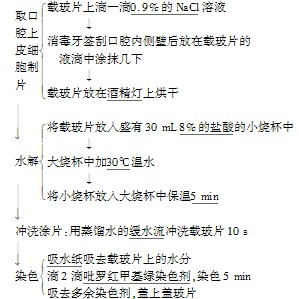 取口腔上皮细胞制片
载玻片上滴一滴0.9%的NaCl溶液
消毒牙签刮口腔内侧壁后放在载玻片的
液滴中涂抹几下
载玻片放在酒精灯上烘干
水解
将载玻片放入盛有30 mL 8%的盐酸的小烧杯中
大烧杯中加30℃温水
将小烧杯放入大烧杯中保温5 min
冲洗涂片：用蒸馏水的缓水流冲洗载玻片10 s
染色
吸水纸吸去载玻片上的水分
滴2滴吡罗红甲基绿染色剂，染色5 min
吸去多余染色剂，盖上盖玻片